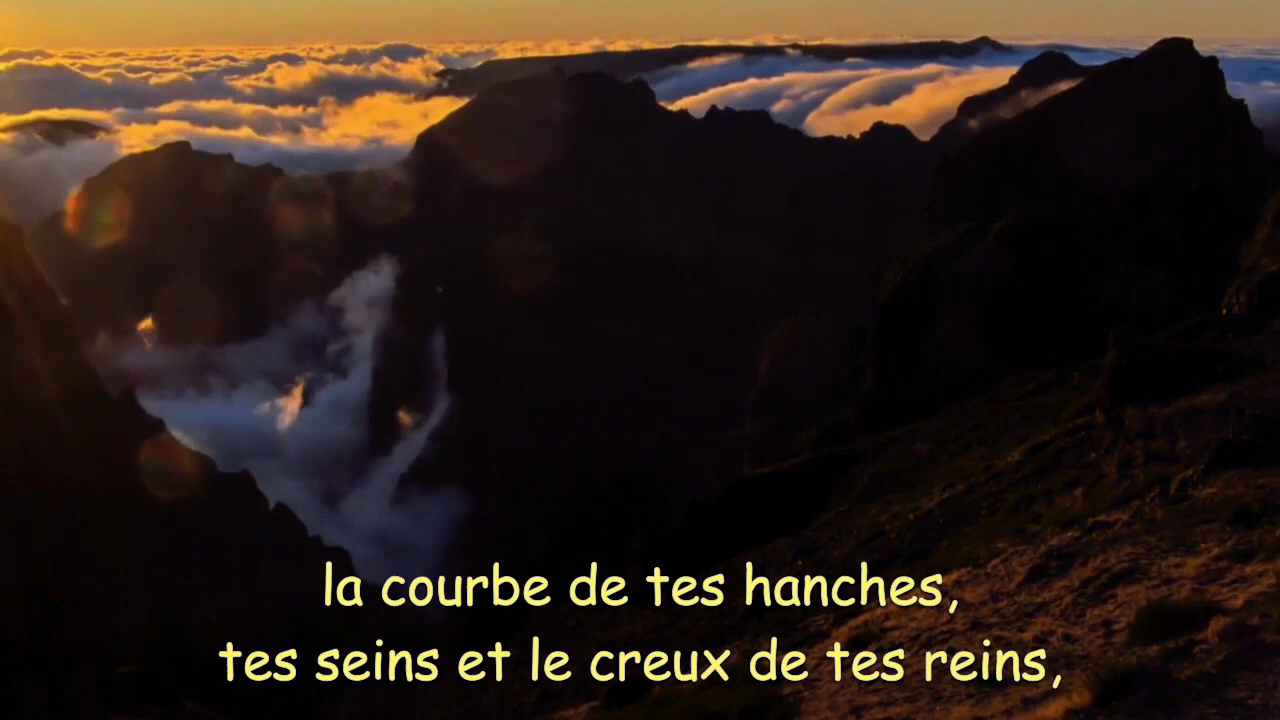 la courbe de tes hanches,
tes seins et le creux de tes reins,